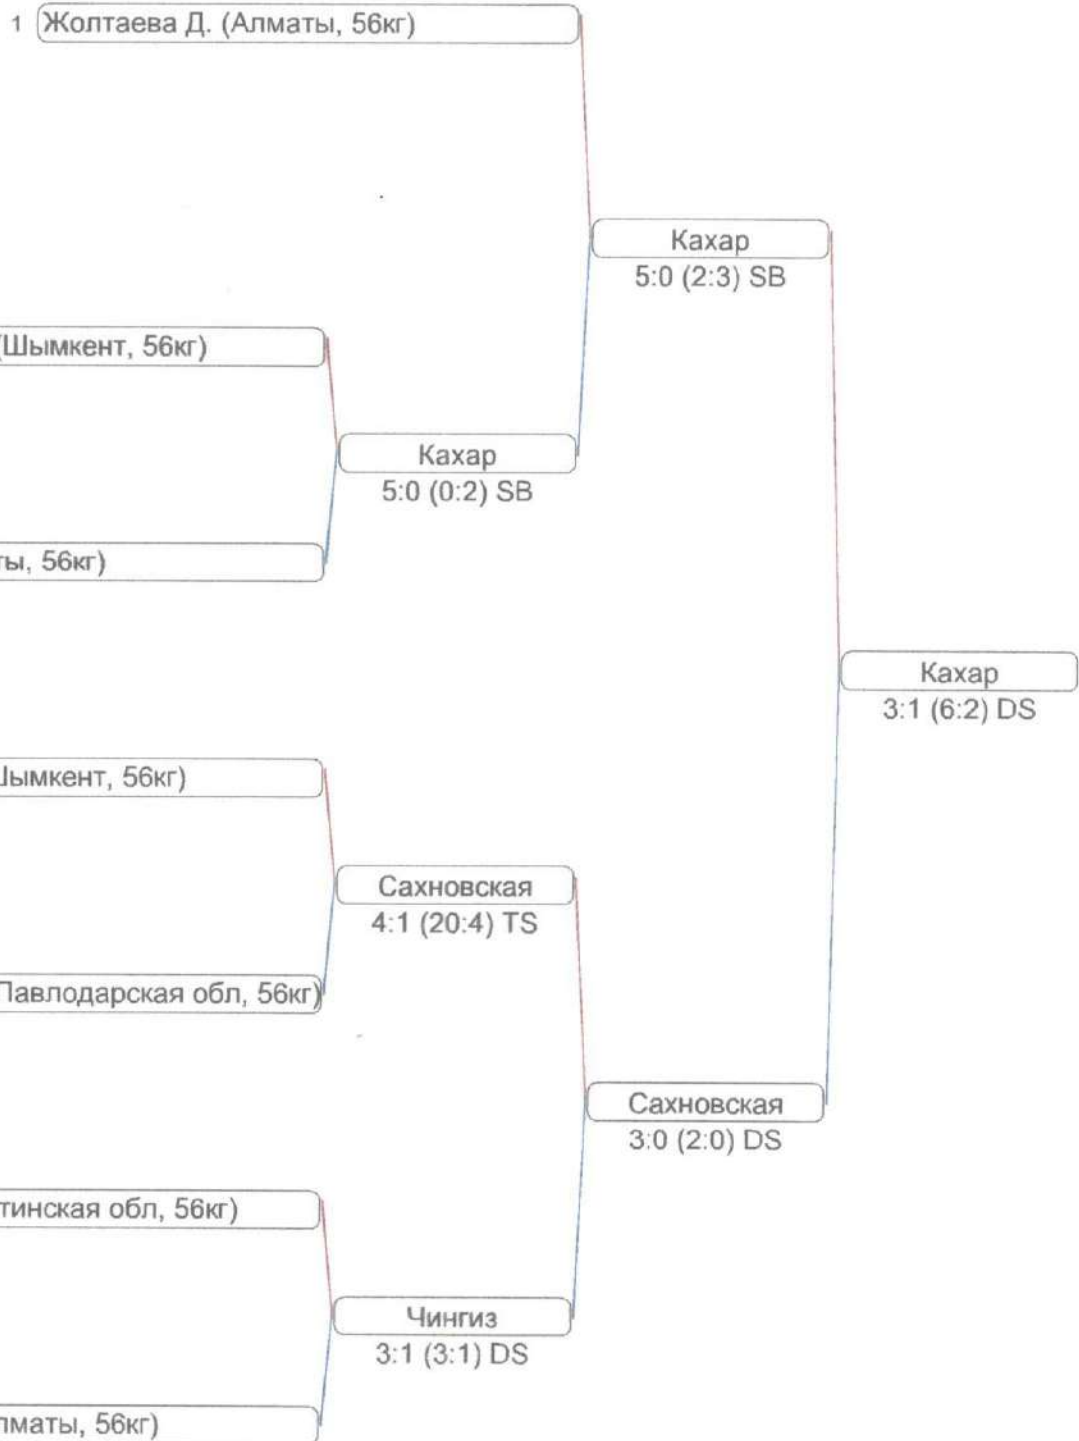 1 Жолтаева Д. (Алматы, 56кг)
Кахар
5:0 (2:3) SB
(Шымкент, 56кг)
Кахар
5:0 (0:2) SB
ты, 56кг)
Кахар
3:1 (6:2) DS
Шымкент, 56кг)
Сахновская
4:1 (20:4) TS
Павлодарская обл, 56кг)
Сахновская
3:0 (2:0) DS
тинская обл, 56кг)
Чингиз
3:1 (3:1) DS
лматы, 56кг)